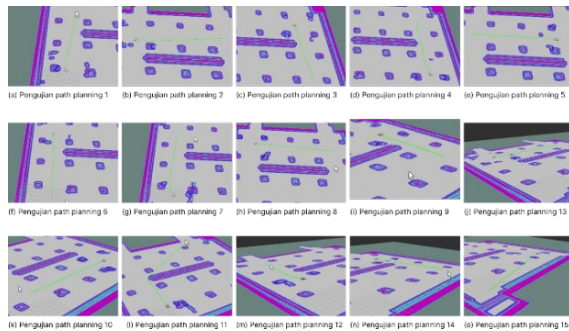 (a) Pengujian path planning 1
(b) Pengujian path planning 2
(c) Pengujian path planning 3
(d) Pengujian path planning 4
(e) Pengujian path planning 5
(f) Pengujian path planning 6
(g) Pengujian path planning 7
(h) Pengujian path planning 8
(i) Pengujian path planning 9
(j) Pengujian path planning 13
(k) Pengujian path planning 10
(l) Pengujian path planning 11
(m) Pengujian path planning 12
(n) Pengujian path planning 14
(o) Pengujian path planning 15